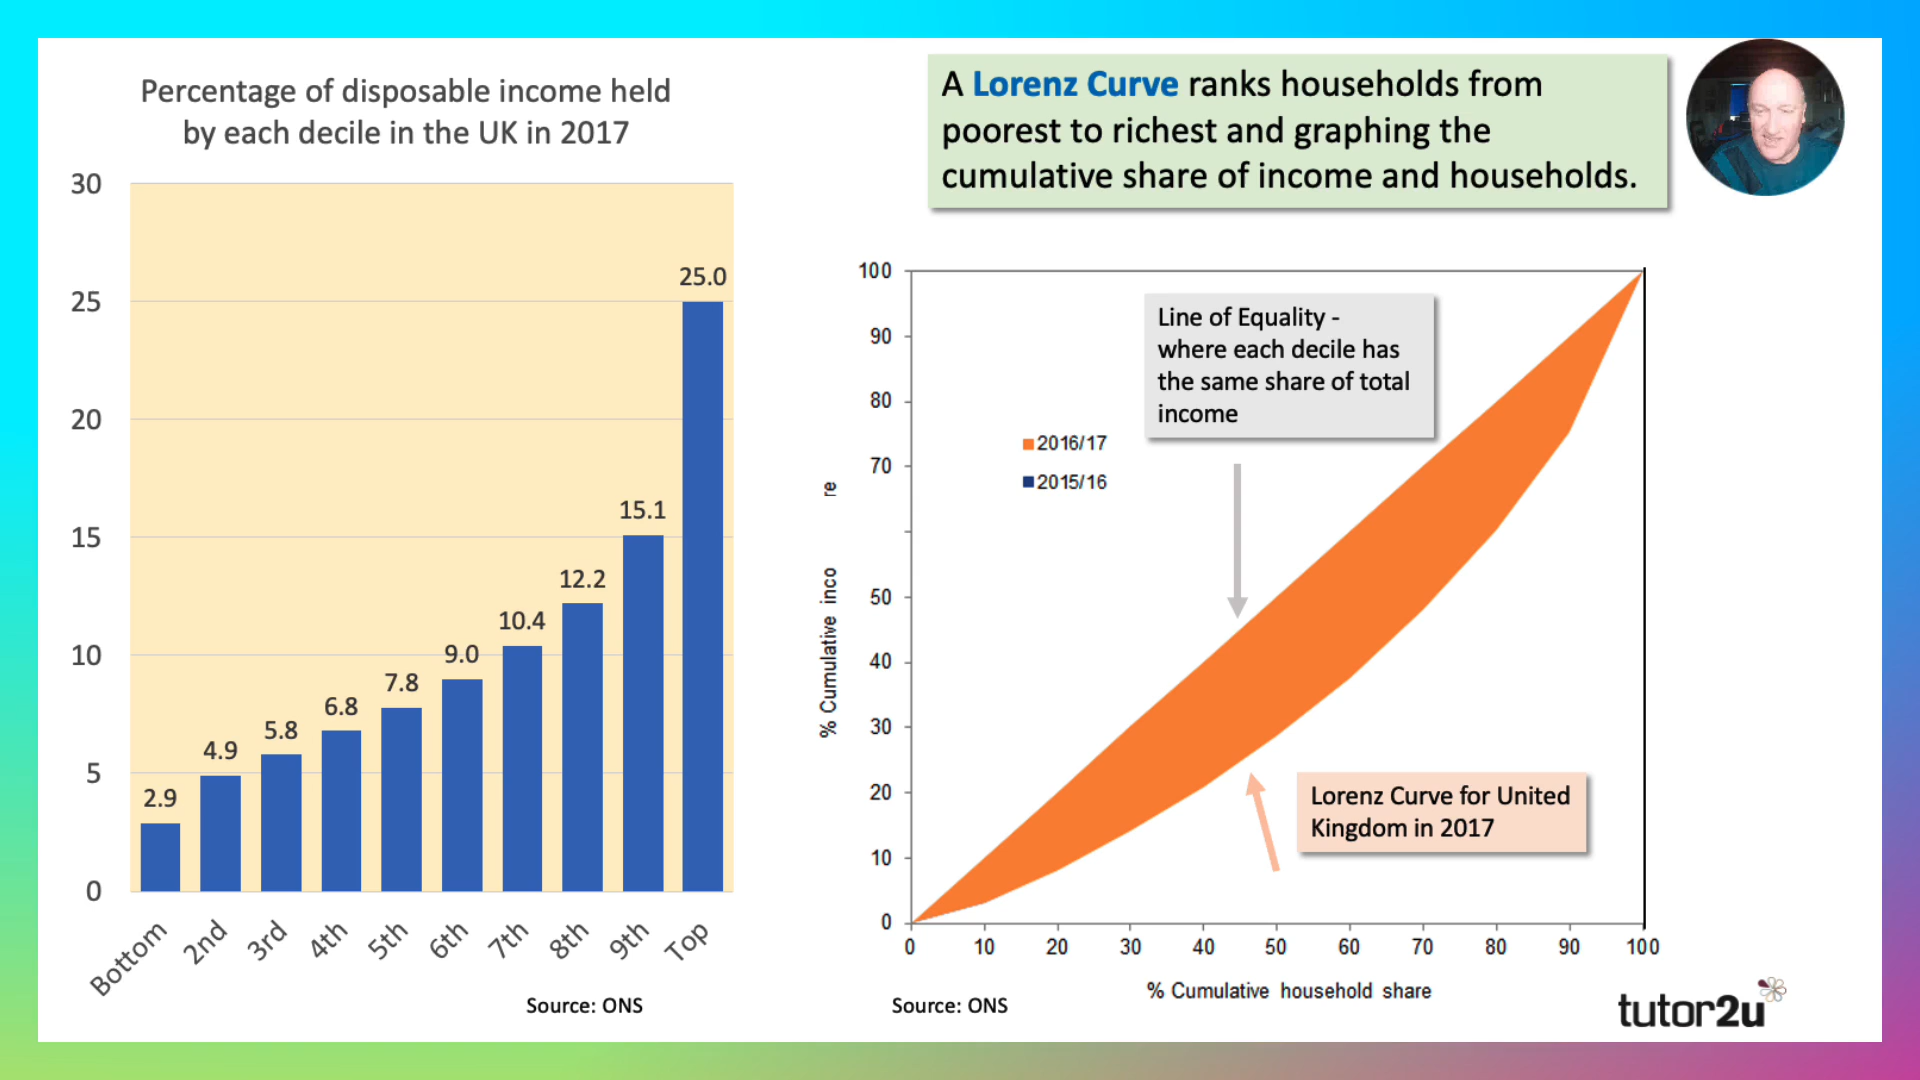 Percentage of disposable income held
by each decile in the UK in 2017
30
25
20
15
10
5
0
2.9
4.9
5.8
6.8
7.8
9.0
10.4
12.2
15.1
25.0
Bottom
2nd
3rd
4th
5th
6th
7th
8th
9th
Top
Source: ONS
A Lorenz Curve ranks households from
poorest to richest and graphing the
cumulative share of income and households.
100
90
80
70
50
40
30
20
10
0
% Cumulative inco re
Line of Equality -
where each decile has
the same share of total
income
2016/17
2015/16
Lorenz Curve for United
Kingdom in 2017
0 10 20 30 40 50 60 70 80 90 100
% Cumulative household share
Source: ONS
tutor2u